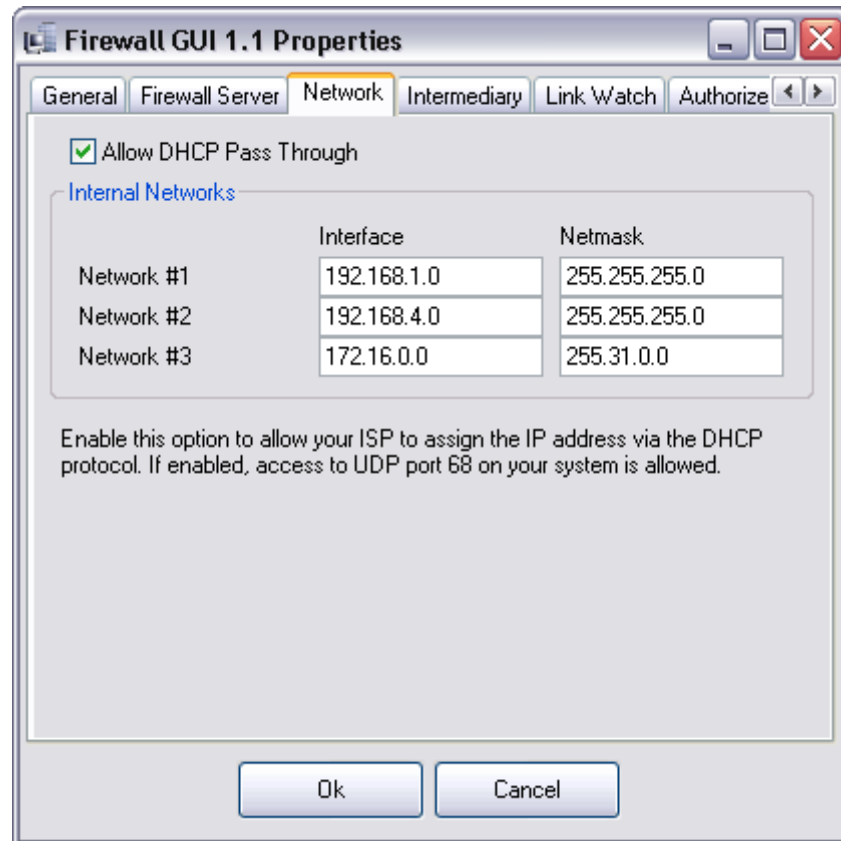 Firewall GUI 1.1 Properties
General Firewall Server Network Intermediary Link Watch Authorize
Allow DHCP Pass Through
Internal Networks
Interface Netmask
Network #1 192.168.1.0 255.255.255.0
Network #2 192.168.4.0 255.255.255.0
Network #3 172.16.0.0 255.31.0.0
Enable this option to allow your ISP to assign the IP address via the DHCP
protocol. If enabled, access to UDP port 68 on your system is allowed.
Ok Cancel